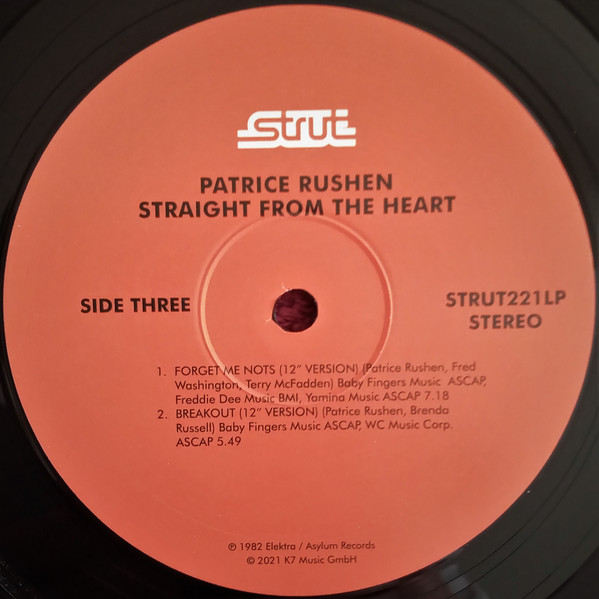 Strut
PATRICE RUSHEN
STRAIGHT FROM THE HEART
SIDE THREE
STRUT221LP
STEREO
1. FORGET ME NOTS (12” VERSION) (Patrice Rushen, Fred
Washington, Terry McFadden) Baby Fingers Music ASCAP,
Freddie Dee Music BMI, Yamina Music ASCAP 7.18
2. BREAKOUT (12” VERSION) (Patrice Rushen, Brenda
Russell) Baby Fingers Music ASCAP, WC Music Corp.
ASCAP 5.49
℗ 1982 Elektra / Asylum Records
© 2021 K7 Music GmbH